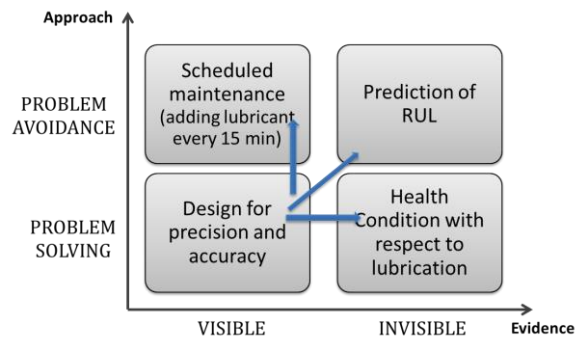 Approach
Scheduled
maintenance
(adding lubricant
every 15 min)
Prediction of
RUL
PROBLEM
AVOIDANCE
Design for
precision and
accuracy
Health
Condition with
respect to
lubrication
PROBLEM
SOLVING
VISIBLE
INVISIBLE
Evidence